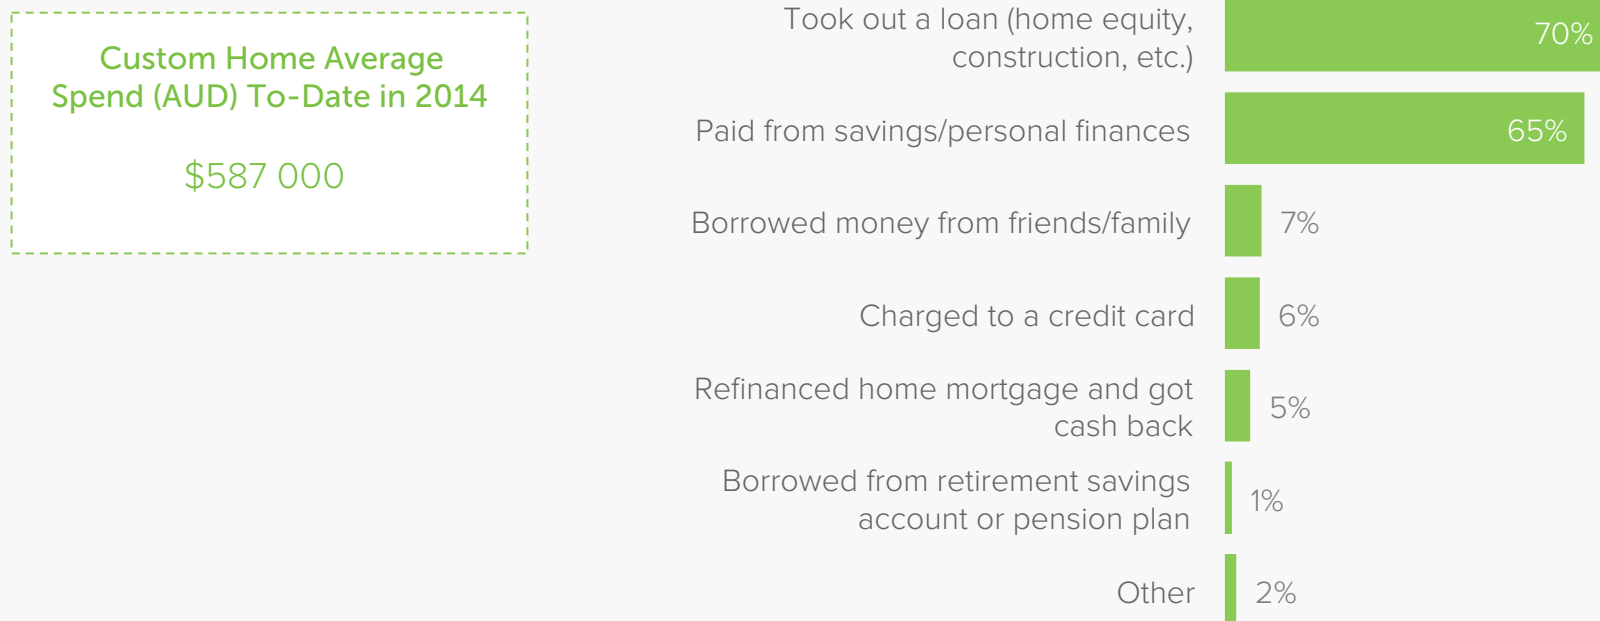 Custom Home Average
Spend (AUD) To-Date in 2014
$587 000
Took out a loan (home equity,
construction, etc.)
70%
Paid from savings/personal finances
65%
Borrowed money from friends/family
7%
Charged to a credit card
6%
Refinanced home mortgage and got
cash back
5%
Borrowed from retirement savings
account or pension plan
1%
Other
2%